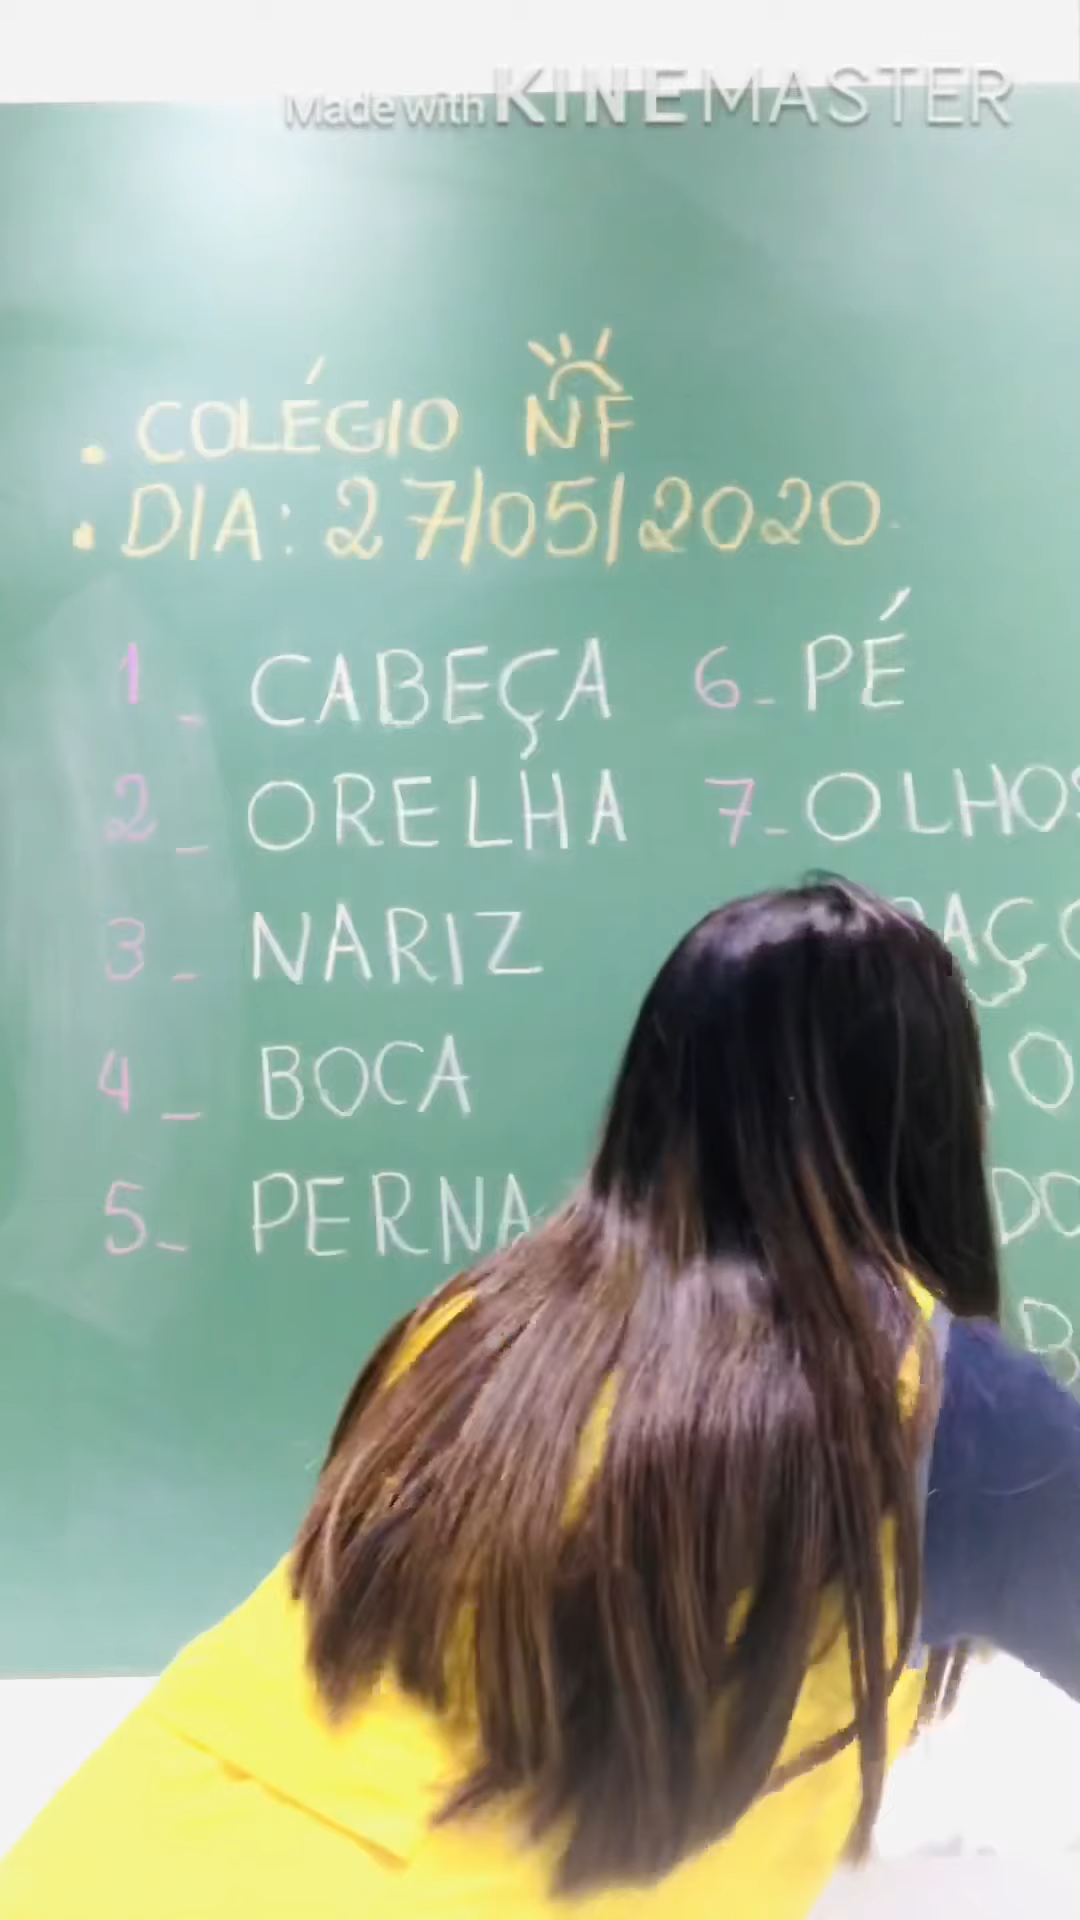 Made with KINEMASTER
. COLÉGIO NF
. DIA: 27/05/2020
1 _ CABEÇA
2 _ ORELHA
3 _ NARIZ
4 _ BOCA
5 _ PERNA
6 - PÉ
7 - OLHOS